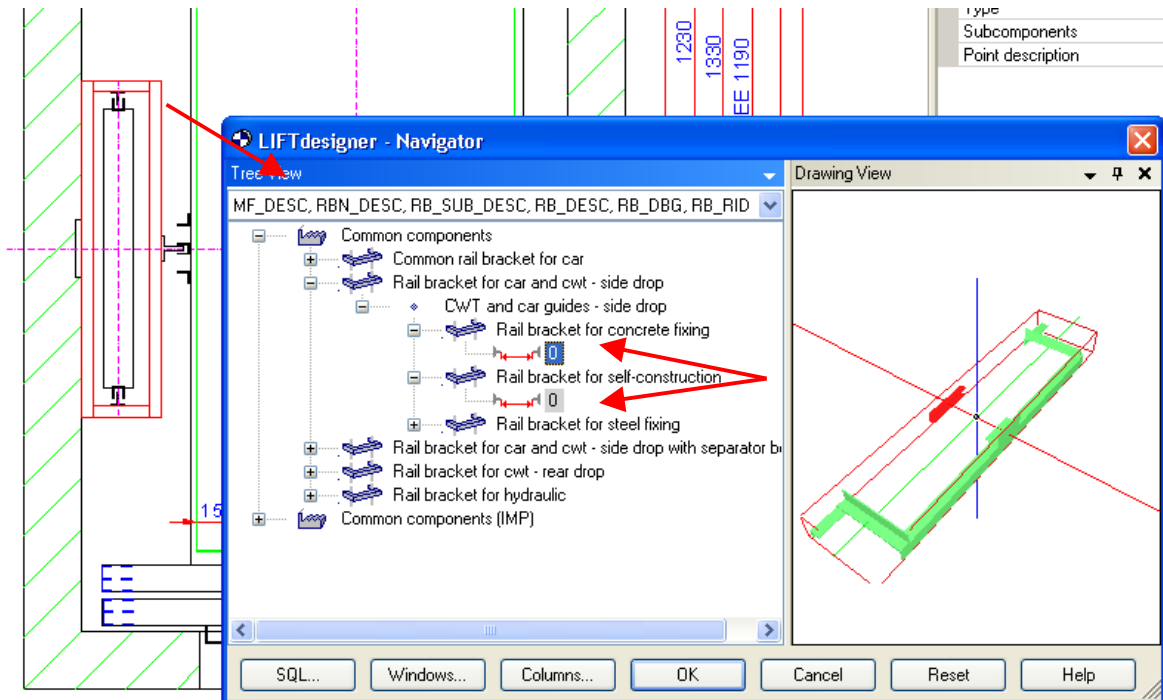 Type
Subcomponents
Point description
1230
1330
EE 1190
LIFTdesigner - Navigator
Tree View
Drawing View
MF_DESC, RBN_DESC, RB_SUB_DESC, RB_DESC, RB_DBG, RB_RID
Common components
Common rail bracket for car
Rail bracket for car and cwt - side drop
CWT and car guides - side drop
Rail bracket for concrete fixing
0
Rail bracket for self-construction
0
Rail bracket for steel fixing
Rail bracket for car and cwt - side drop with separator b
Rail bracket for cwt - rear drop
Rail bracket for hydraulic
Common components (IMP)
15
SQL... Windows... Columns... OK Cancel Reset Help